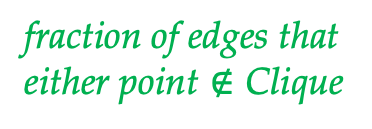 fraction of edges that
either point ∉ Clique